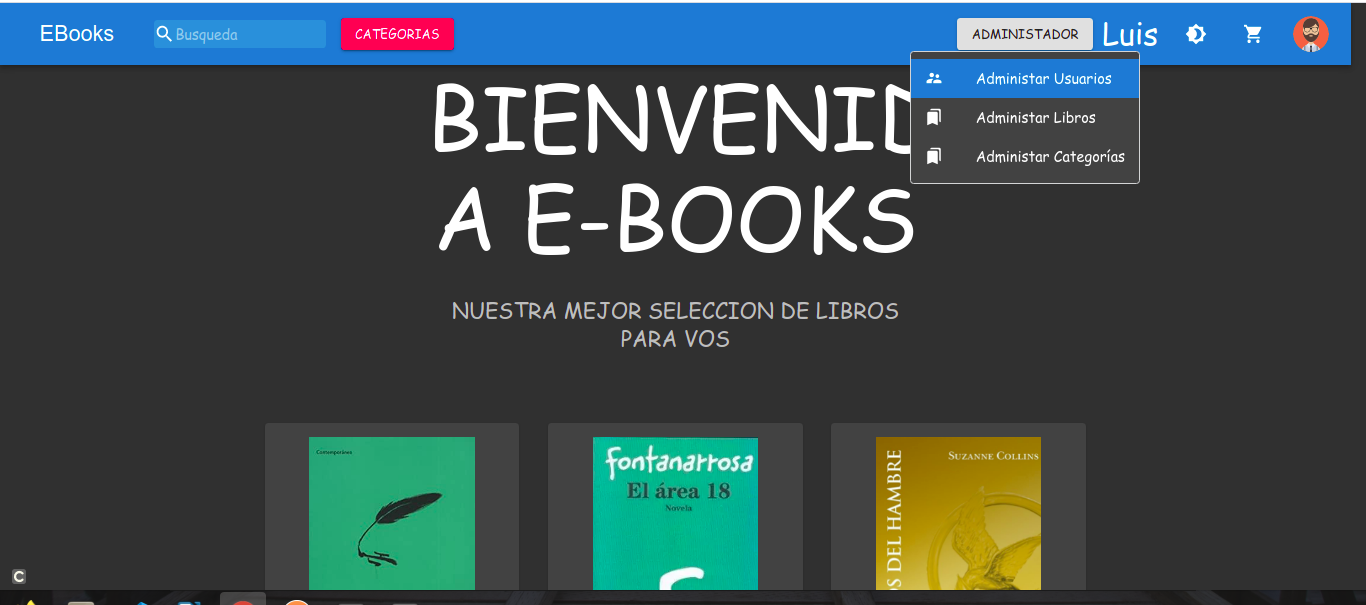 EBooks
Busqueda
CATEGORIAS
ADMINISTADOR
Luis
Administar Usuarios
Administar Libros
Administar Categorías
BIENVENID
A E-BOOKS
NUESTRA MEJOR SELECCION DE LIBROS
PARA VOS
Contemporánea
fontanarrosa
El área 18
Novela
SUZANNE COLLINS
OS DEL HAMBRE
C